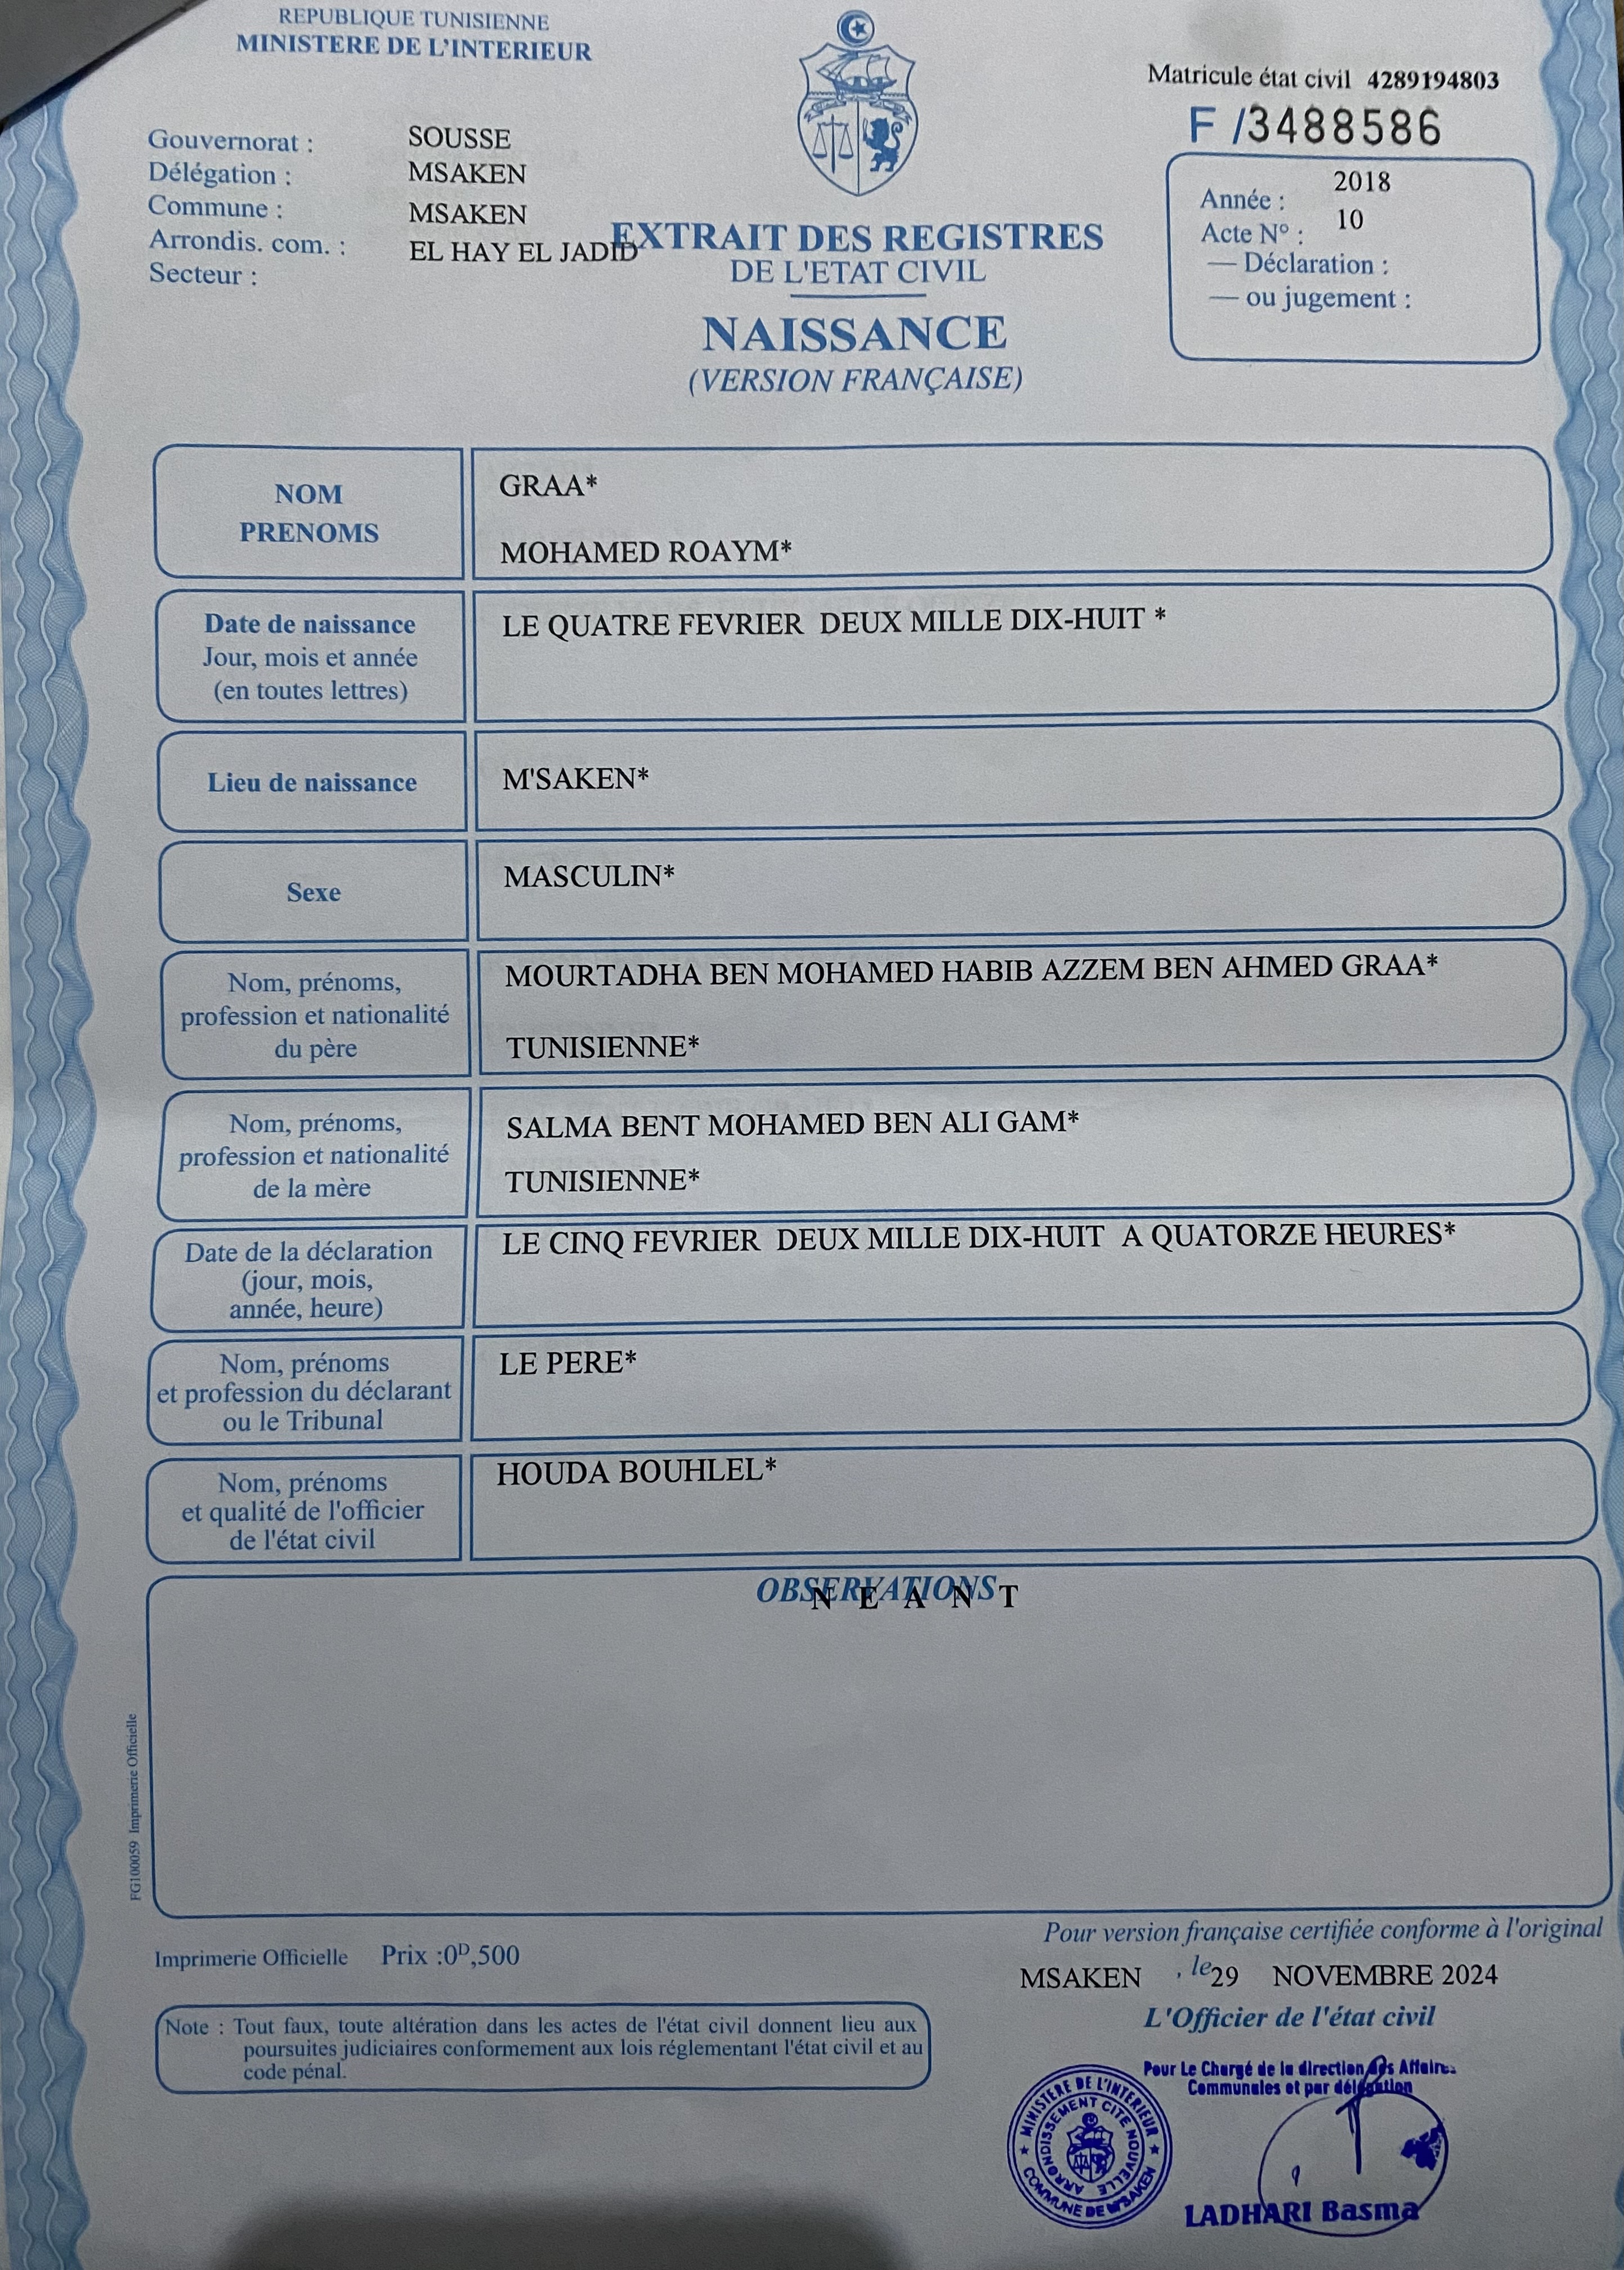 REPUBLIQUE TUNISIENNE
MINISTERE DE L'INTERIEUR
Matricule état civil 4289194803
F /3488586
Gouvernorat : SOUSSE
Délégation : MSAKEN
Commune : MSAKEN
Arrondis. com. : EL HAY EL JADID
Secteur :
Année : 2018
Acte N° : 10
— Déclaration :
— ou jugement :
EXTRAIT DES REGISTRES
DE L'ETAT CIVIL
NAISSANCE
(VERSION FRANÇAISE)
NOM
PRENOMS
GRAA*
MOHAMED ROAYM*
Date de naissance
Jour, mois et année
(en toutes lettres)
LE QUATRE FEVRIER DEUX MILLE DIX-HUIT *
Lieu de naissance
M'SAKEN*
Sexe
MASCULIN*
Nom, prénoms,
profession et nationalité
du père
MOURTADHA BEN MOHAMED HABIB AZZEM BEN AHMED GRAA*
TUNISIENNE*
Nom, prénoms,
profession et nationalité
de la mère
SALMA BENT MOHAMED BEN ALI GAM*
TUNISIENNE*
Date de la déclaration
(jour, mois,
année, heure)
LE CINQ FEVRIER DEUX MILLE DIX-HUIT A QUATORZE HEURES*
Nom, prénoms
et profession du déclarant
ou le Tribunal
LE PERE*
Nom, prénoms
et qualité de l'officier
de l'état civil
HOUDA BOUHLEL*
OBSERVATIONS
N E A N T
FG100059 Imprimerie Officielle
Imprimerie Officielle Prix :0ᴰ,500
Pour version française certifiée conforme à l'original
MSAKEN , le 29 NOVEMBRE 2024
L'Officier de l'état civil
Note : Tout faux, toute altération dans les actes de l'état civil donnent lieu aux
poursuites judiciaires conformement aux lois réglementant l'état civil et au
code pénal.
Pour Le Chargé de la direction des Affaires
Communales et par délégation
MINISTERE DE L'INTERIEUR
COMMUNE DE M'SAKEN
ARRONDISSEMENT CITE NOUVELLE
LADHARI Basma